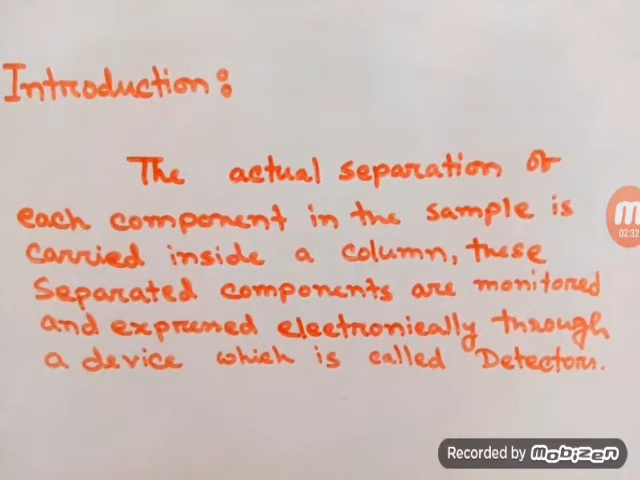 Introduction:
The actual separation of
each component in the sample is
carried inside a column, these
separated components are monitored
and expressed electronically through
a device which is called Detectors.
m
02:32
Recorded by mobizen